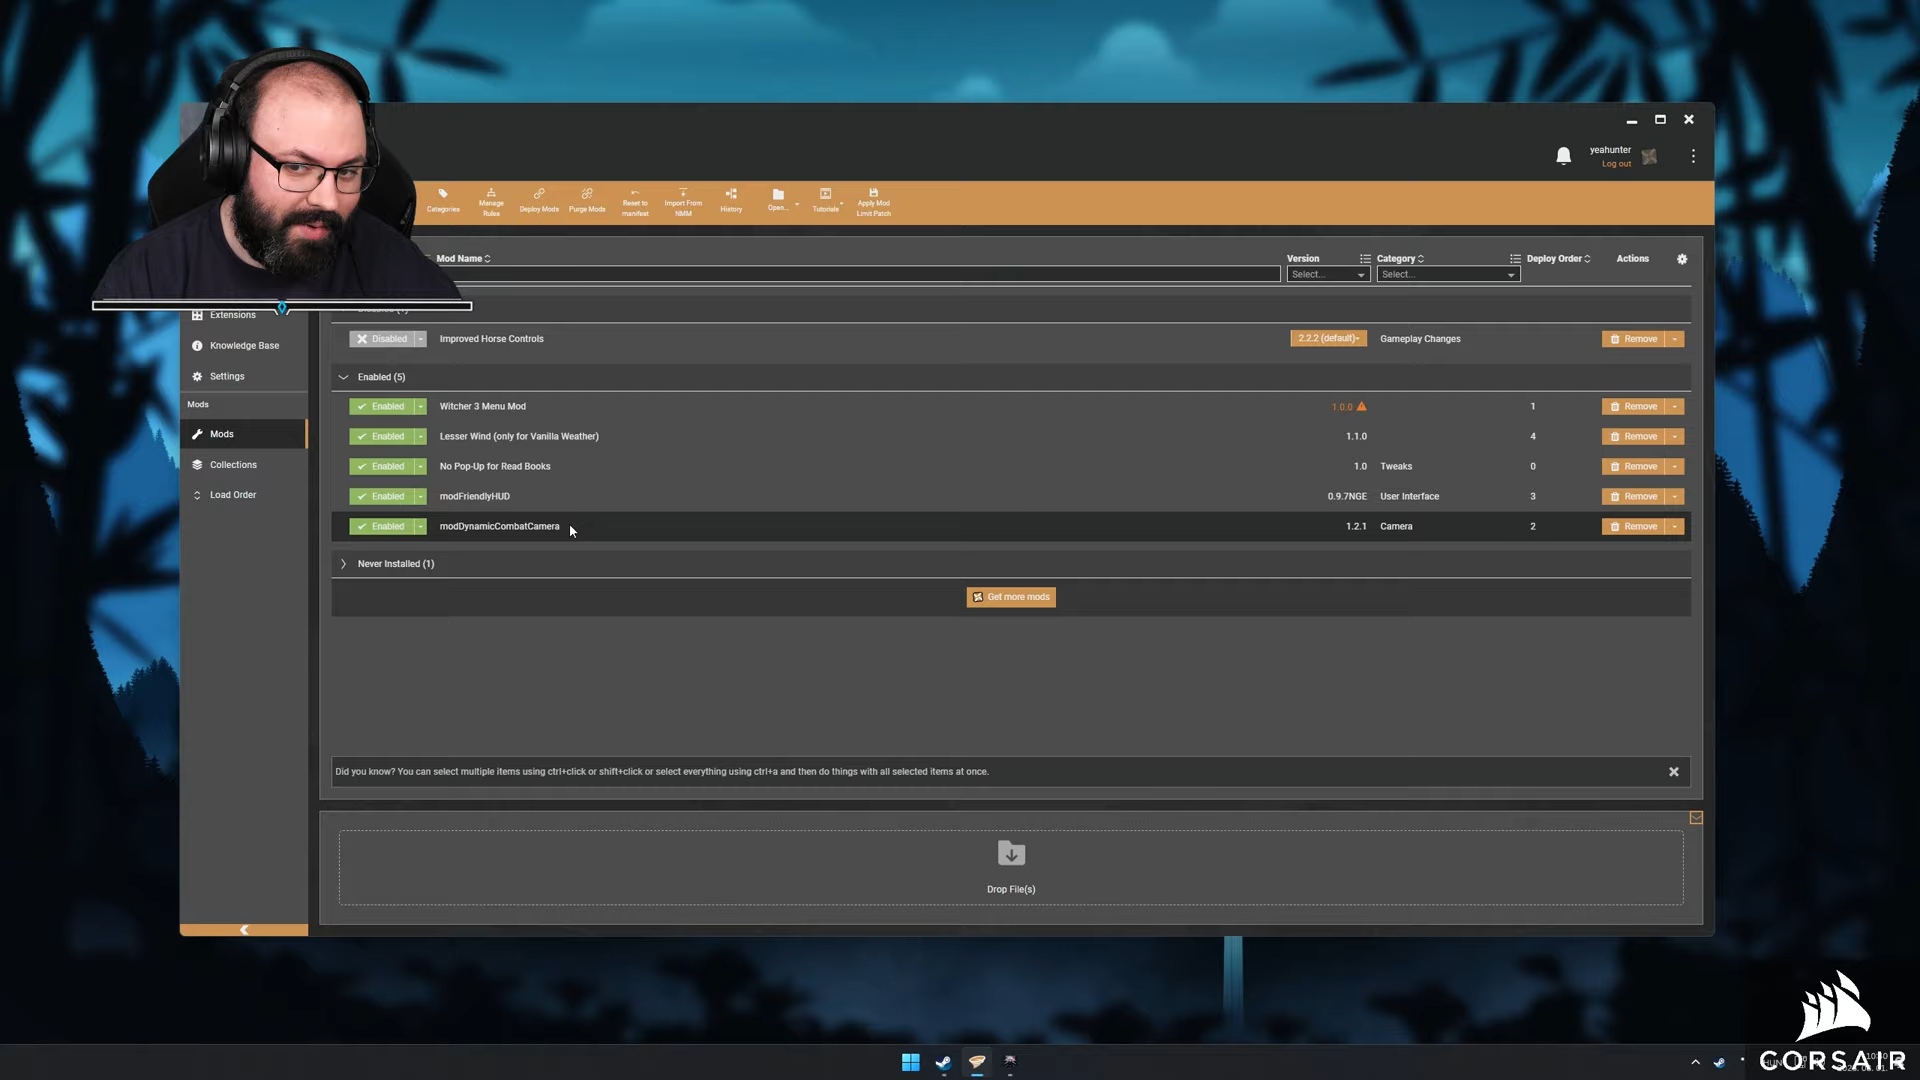 yeahunter
Log out
Categories
Manage Rules
Deploy Mods
Purge Mods
Reset to manifest
Import From NMM
History
Open...
Tutorials
Apply Mod Limit Patch
Mod Name
Version
Category
Deploy Order
Actions
Select...
Select...
Extensions
Knowledge Base
Settings
Mods
Mods
Collections
Load Order
Disabled Improved Horse Controls 2.2.2 (default) Gameplay Changes Remove
Enabled (5)
Enabled Witcher 3 Menu Mod 1.0.0 1 Remove
Enabled Lesser Wind (only for Vanilla Weather) 1.1.0 4 Remove
Enabled No Pop-Up for Read Books 1.0 Tweaks 0 Remove
Enabled modFriendlyHUD 0.9.7NGE User Interface 3 Remove
Enabled modDynamicCombatCamera 1.2.1 Camera 2 Remove
Never Installed (1)
Get more mods
Did you know? You can select multiple items using ctrl+click or shift+click or select everything using ctrl+a and then do things with all selected items at once.
Drop File(s)
CORSAIR